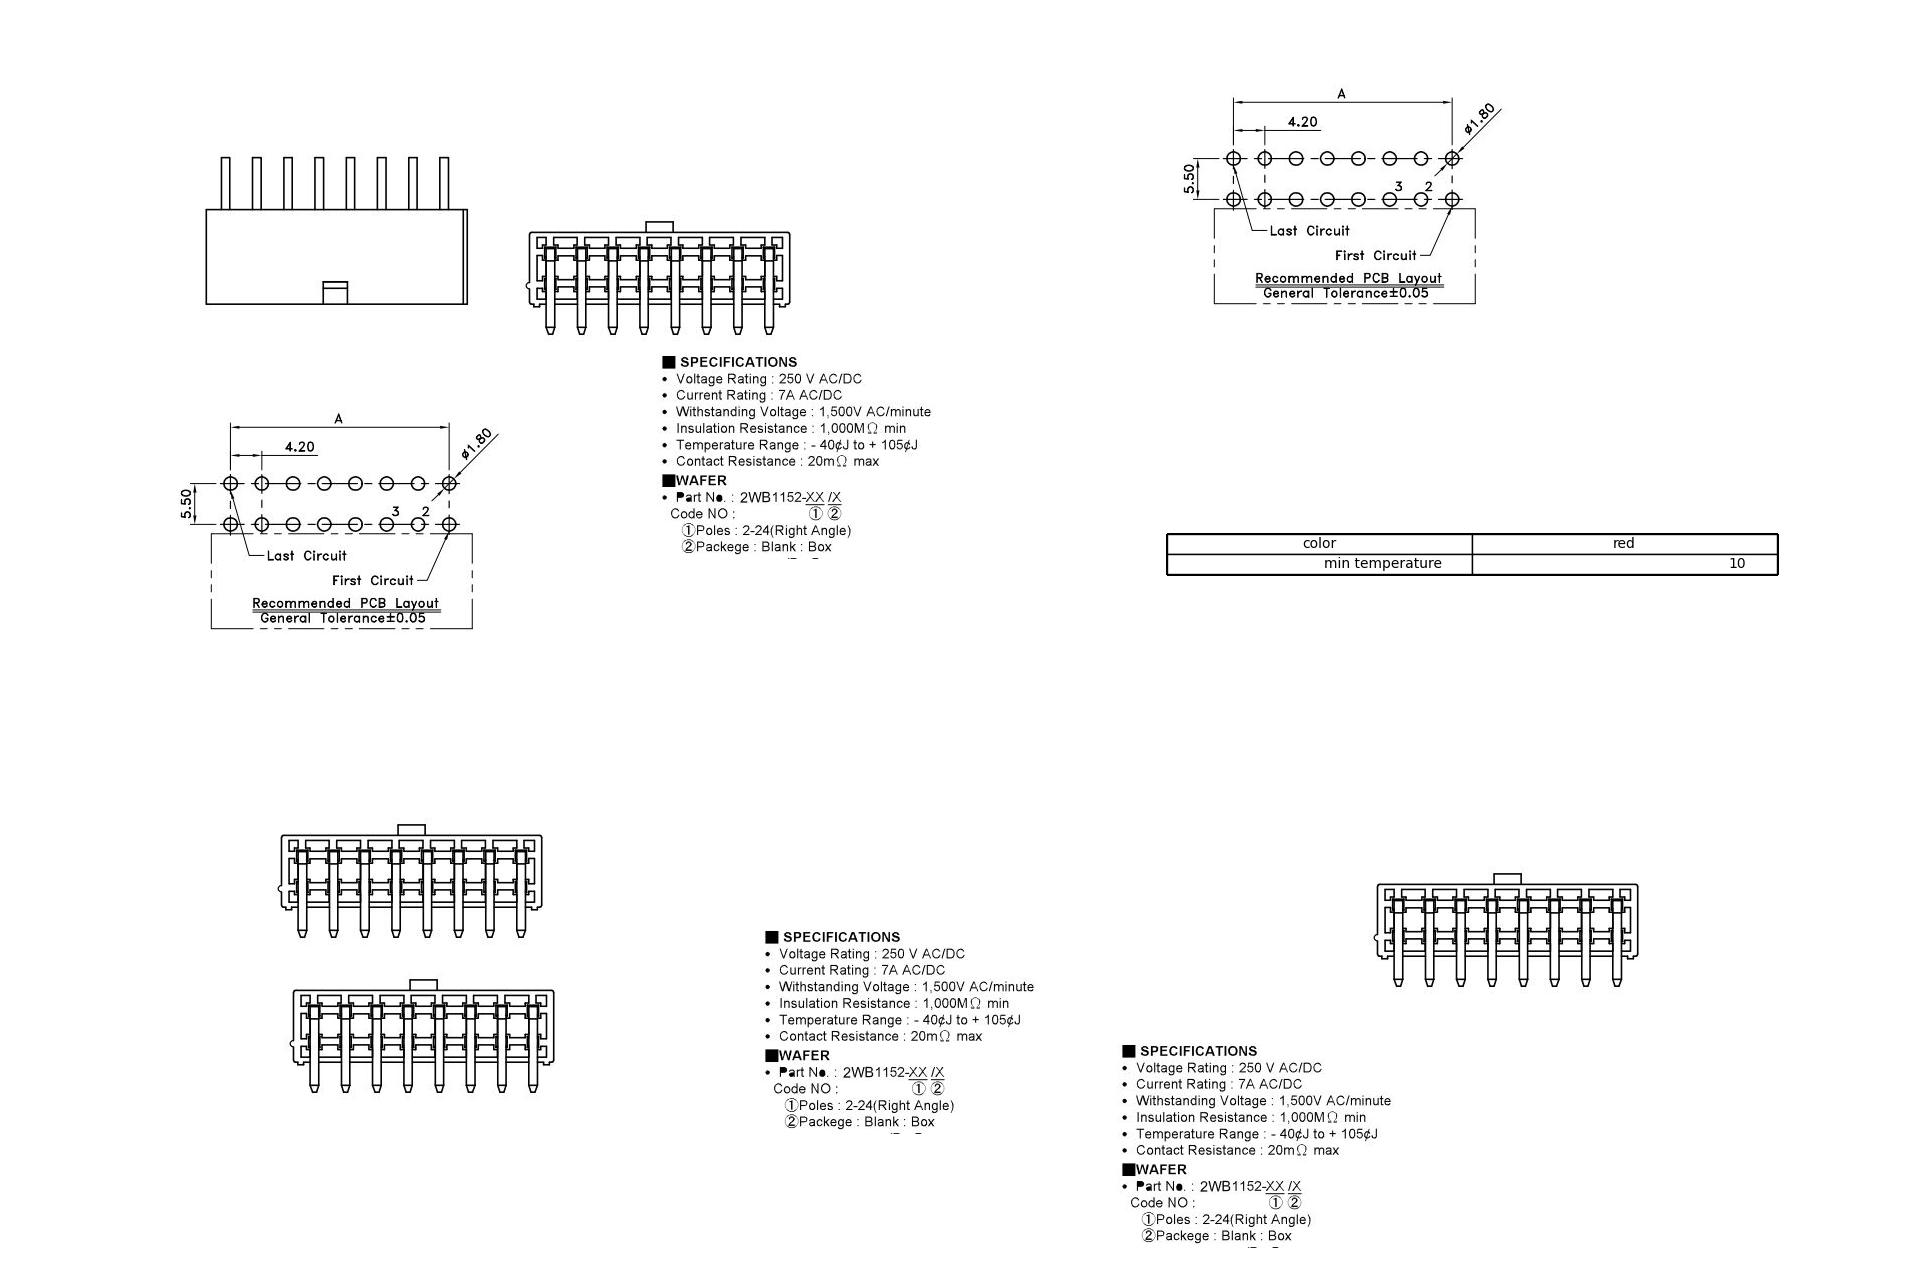 A
4.20
ø1.80
5.50
3 2
Last Circuit
First Circuit
Recommended PCB Layout
General Tolerance±0.05
■ SPECIFICATIONS
• Voltage Rating : 250 V AC/DC
• Current Rating : 7A AC/DC
• Withstanding Voltage : 1,500V AC/minute
• Insulation Resistance : 1,000MΩ min
• Temperature Range : - 40¢J to + 105¢J
• Contact Resistance : 20mΩ max
■WAFER
• Part No. : 2WB1152-XX /X
Code NO : ① ②
①Poles : 2-24(Right Angle)
②Packege : Blank : Box
A
4.20
ø1.80
5.50
3 2
Last Circuit
First Circuit
Recommended PCB Layout
General Tolerance±0.05
color red
min temperature 10
■ SPECIFICATIONS
• Voltage Rating : 250 V AC/DC
• Current Rating : 7A AC/DC
• Withstanding Voltage : 1,500V AC/minute
• Insulation Resistance : 1,000MΩ min
• Temperature Range : - 40¢J to + 105¢J
• Contact Resistance : 20mΩ max
■WAFER
• Part No. : 2WB1152-XX /X
Code NO : ① ②
①Poles : 2-24(Right Angle)
②Packege : Blank : Box
■ SPECIFICATIONS
• Voltage Rating : 250 V AC/DC
• Current Rating : 7A AC/DC
• Withstanding Voltage : 1,500V AC/minute
• Insulation Resistance : 1,000MΩ min
• Temperature Range : - 40¢J to + 105¢J
• Contact Resistance : 20mΩ max
■WAFER
• Part No. : 2WB1152-XX /X
Code NO : ① ②
①Poles : 2-24(Right Angle)
②Packege : Blank : Box